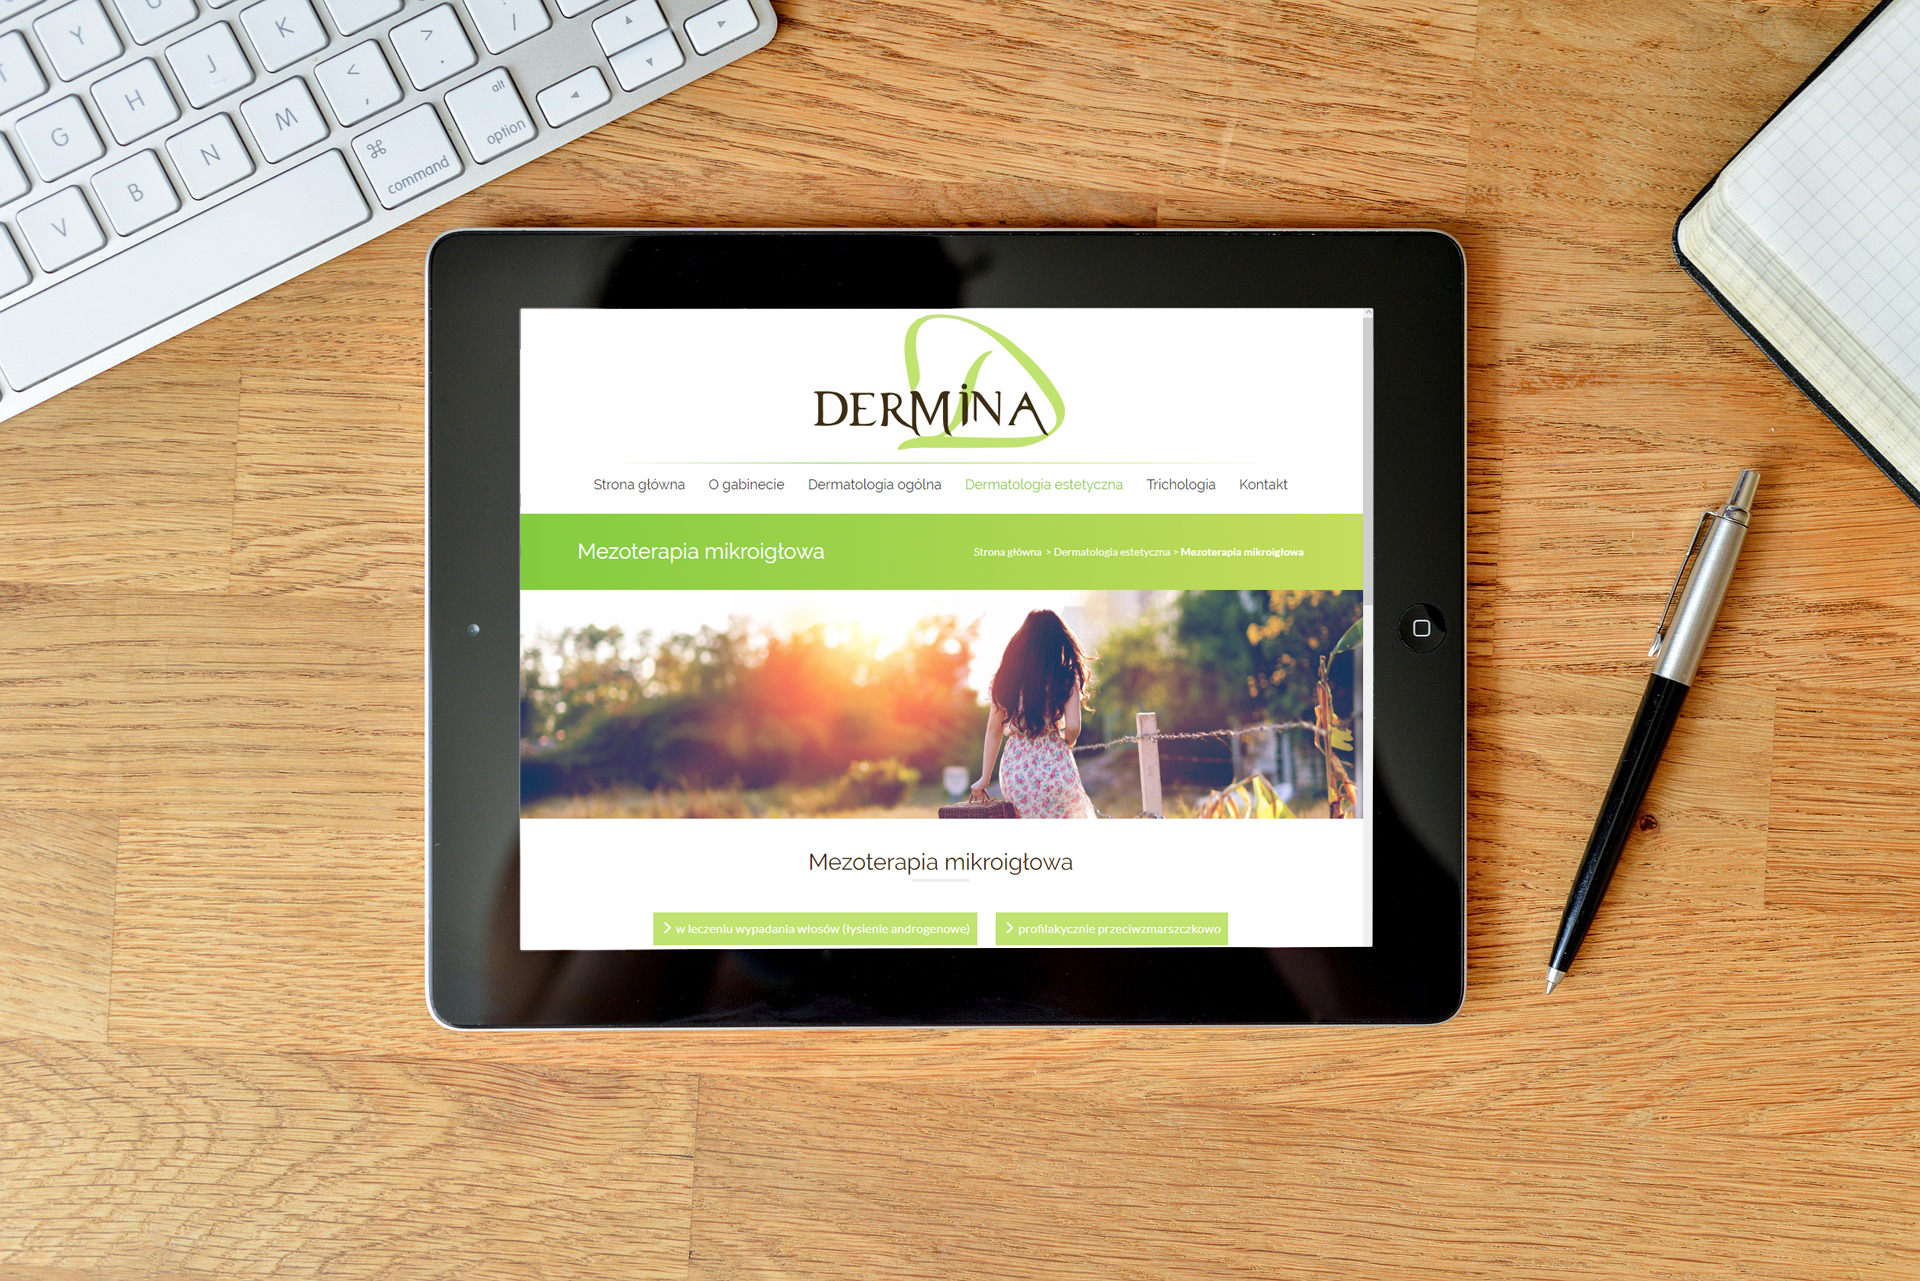 Y
K
>
.
?
/
H
J
<
,
alt
option
G
N
M
⌘
command
V
B
DERMiNA
Strona główna O gabinecie Dermatologia ogólna Dermatologia estetyczna Trichologia Kontakt
Mezoterapia mikroigłowa
Strona główna > Dermatologia estetyczna > Mezoterapia mikroigłowa
Mezoterapia mikroigłowa
w leczeniu wypadania włosów (łysienie androgenowe) profilakycznie przeciwzmarszczkowo